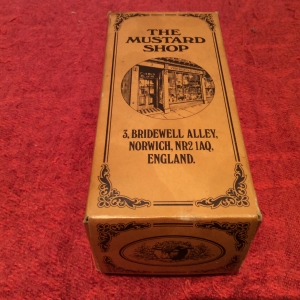 THE
MUSTARD
SHOP
3, BRIDEWELL ALLEY,
NORWICH, NR2 1AQ,
ENGLAND.